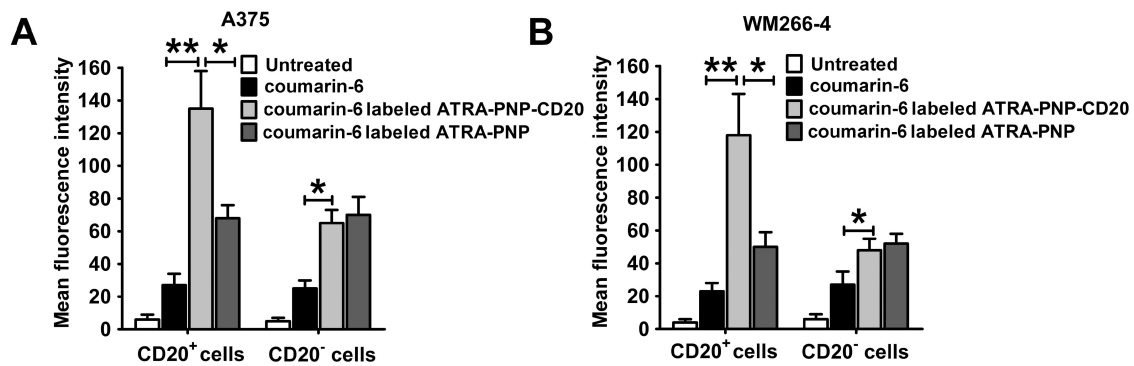 A
A375
** *
Untreated
coumarin-6
coumarin-6 labeled ATRA-PNP-CD20
coumarin-6 labeled ATRA-PNP
*
Mean fluorescence intensity
160
140
120
100
80
60
40
20
0
CD20⁺ cells CD20⁻ cells
B
WM266-4
** *
Untreated
coumarin-6
coumarin-6 labeled ATRA-PNP-CD20
coumarin-6 labeled ATRA-PNP
*
Mean fluorescence intensity
160
140
120
100
80
60
40
20
0
CD20⁺ cells CD20⁻ cells